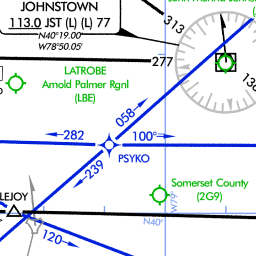 JOHNSTOWN
113.0 JST (L) (L) 77
N40°19.00'
W78°50.05'
313
277
LATROBE
Arnold Palmer Rgnl
(LBE)
058
282
100°
PSYKO
239
Somerset County
(2G9)
W79°
N40°
LEJOY
120